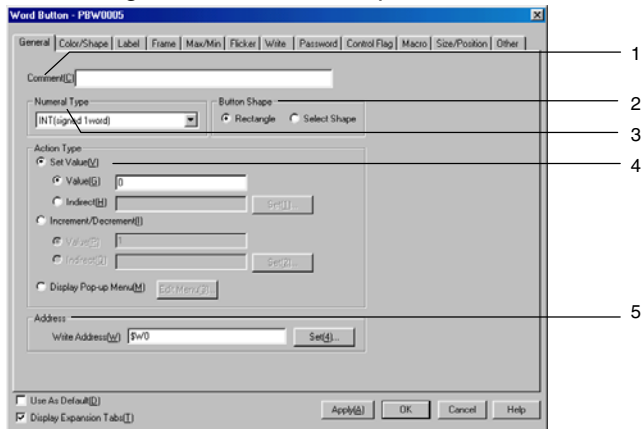 Word Button - PBW0005
General Color/Shape Label Frame Max/Min Flicker Write Password Control Flag Macro Size/Position Other
1
Comment(C)
Numeral Type Button Shape
2
INT(signed 1word) Rectangle Select Shape
3
Action Type
Set Value(V)
4
Value(G) 0
Indirect(H) Set(1)...
Increment/Decrement(I)
Value(P) 1
Indirect(Q) Set(2)...
Display Pop-up Menu(M) Edit Menu(3)...
Address
5
Write Address(W) $W0 Set(4)...
Use As Default(D)
Display Expansion Tabs(T)
Apply(A) OK Cancel Help